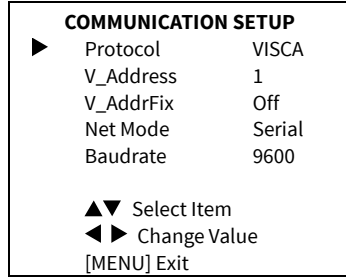 COMMUNICATION SETUP
▶ Protocol VISCA
V_Address 1
V_AddrFix Off
Net Mode Serial
Baudrate 9600
▲▼ Select Item
◀ ▶ Change Value
[MENU] Exit